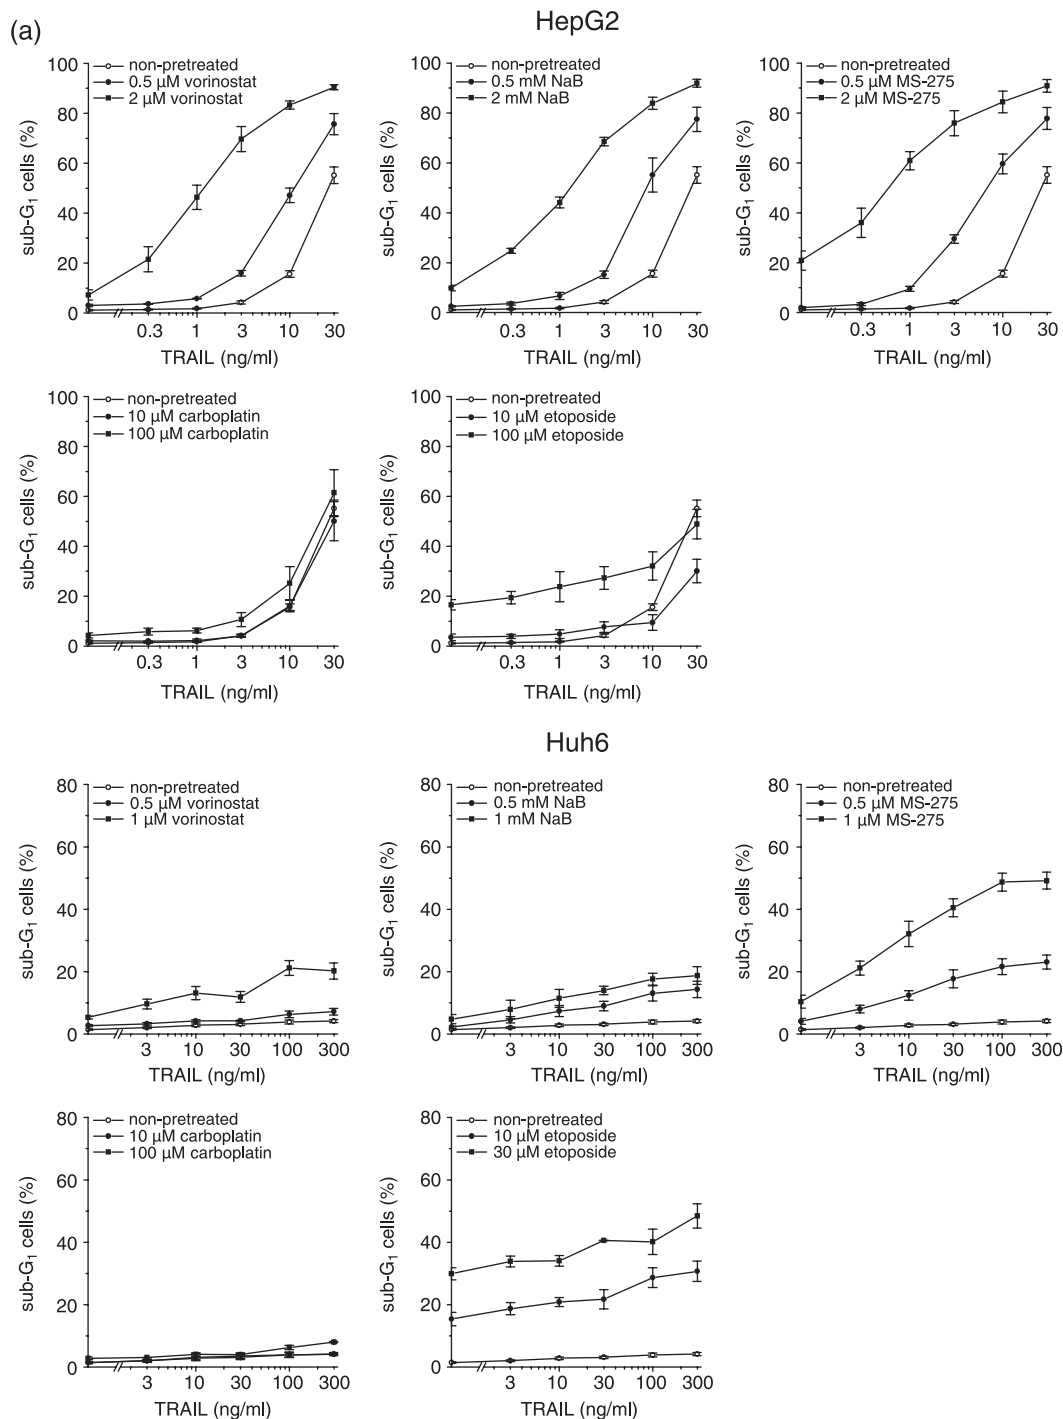 (a)
HepG2
non-pretreated
0.5 µM vorinostat
2 µM vorinostat
100
80
60
40
20
0
sub-G₁ cells (%)
0.3 1 3 10 30
TRAIL (ng/ml)
non-pretreated
0.5 mM NaB
2 mM NaB
100
80
60
40
20
0
sub-G₁ cells (%)
0.3 1 3 10 30
TRAIL (ng/ml)
non-pretreated
0.5 µM MS-275
2 µM MS-275
100
80
60
40
20
0
sub-G₁ cells (%)
0.3 1 3 10 30
TRAIL (ng/ml)
non-pretreated
10 µM carboplatin
100 µM carboplatin
100
80
60
40
20
0
sub-G₁ cells (%)
0.3 1 3 10 30
TRAIL (ng/ml)
non-pretreated
10 µM etoposide
100 µM etoposide
100
80
60
40
20
0
sub-G₁ cells (%)
0.3 1 3 10 30
TRAIL (ng/ml)
Huh6
non-pretreated
0.5 µM vorinostat
1 µM vorinostat
80
60
40
20
0
sub-G₁ cells (%)
3 10 30 100 300
TRAIL (ng/ml)
non-pretreated
0.5 mM NaB
1 mM NaB
80
60
40
20
0
sub-G₁ cells (%)
3 10 30 100 300
TRAIL (ng/ml)
non-pretreated
0.5 µM MS-275
1 µM MS-275
80
60
40
20
0
sub-G₁ cells (%)
3 10 30 100 300
TRAIL (ng/ml)
non-pretreated
10 µM carboplatin
100 µM carboplatin
80
60
40
20
0
sub-G₁ cells (%)
3 10 30 100 300
TRAIL (ng/ml)
non-pretreated
10 µM etoposide
30 µM etoposide
80
60
40
20
0
sub-G₁ cells (%)
3 10 30 100 300
TRAIL (ng/ml)